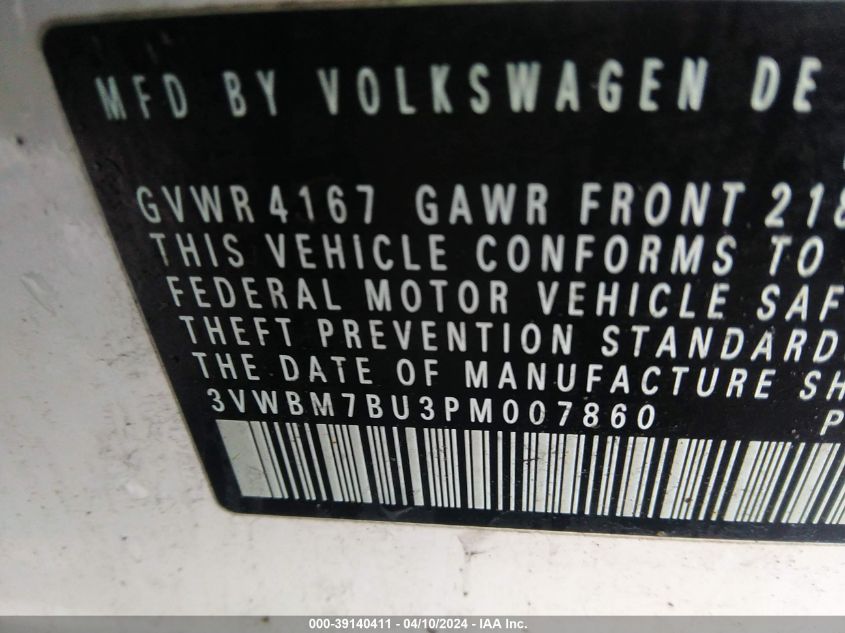 MFD BY VOLKSWAGEN DE
GVWR 4167 GAWR FRONT 218
THIS VEHICLE CONFORMS TO
FEDERAL MOTOR VEHICLE SAF
THEFT PREVENTION STANDARD
THE DATE OF MANUFACTURE SH
3VWBM7BU3PM007860 P
000-39140411 - 04/10/2024 - IAA Inc.